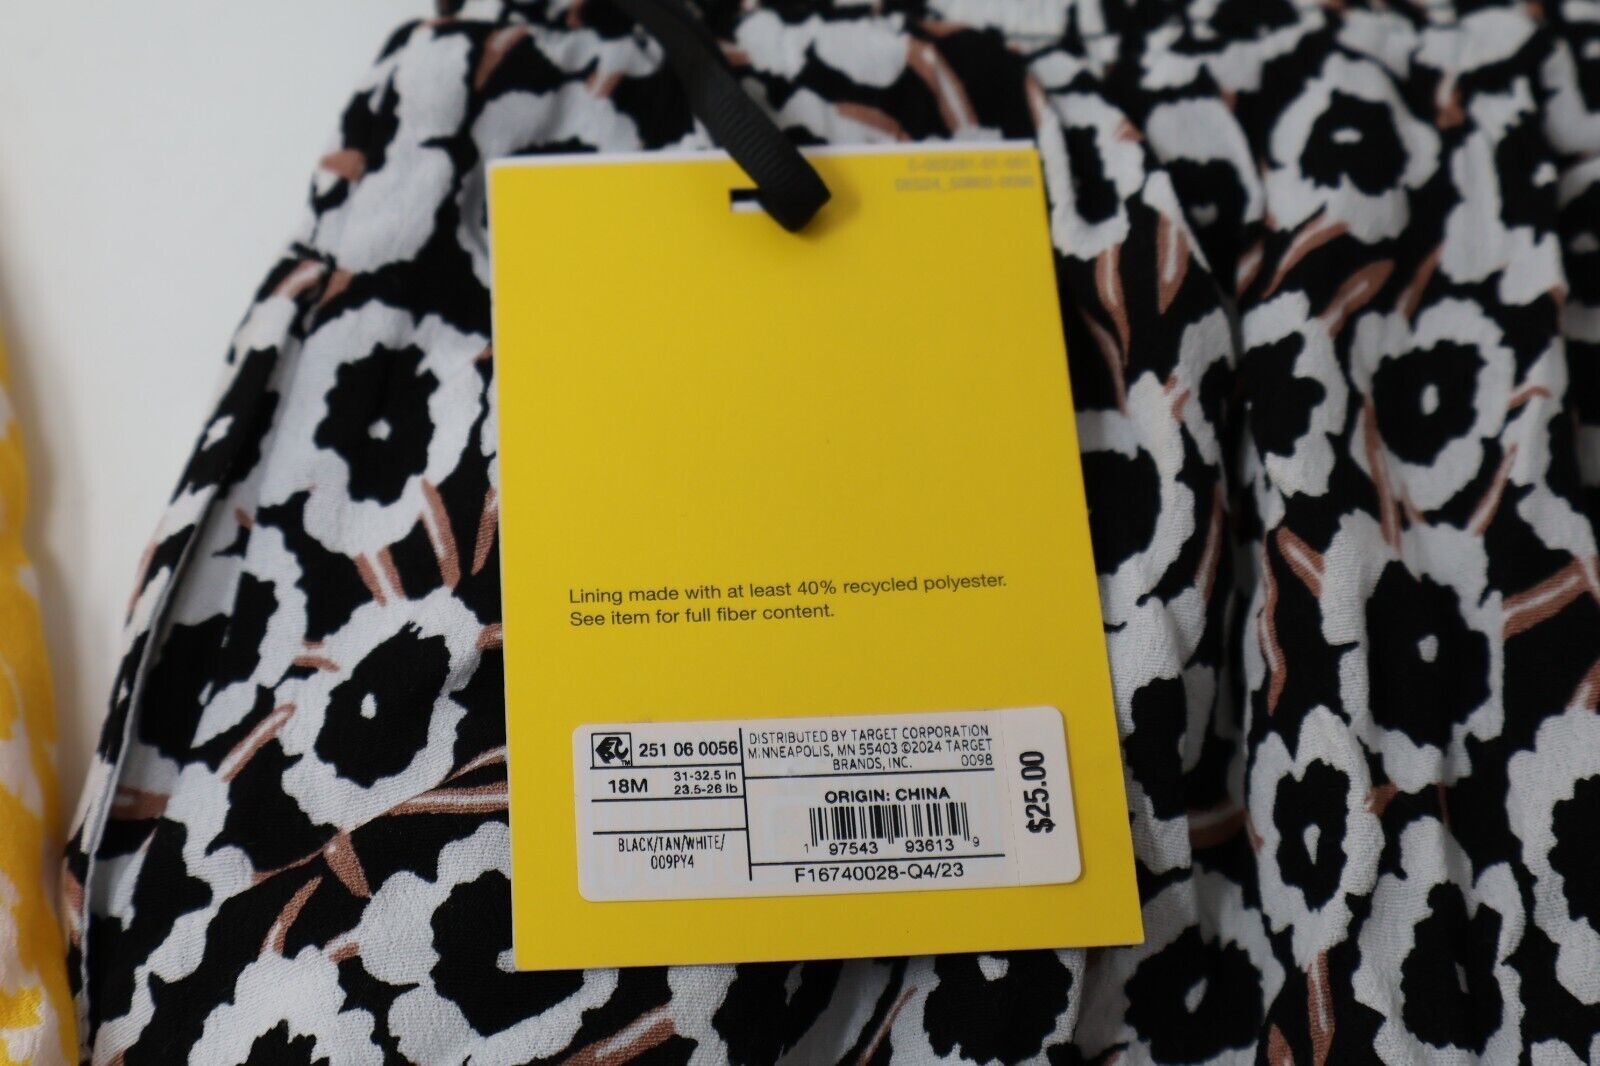 Lining made with at least 40% recycled polyester.
See item for full fiber content.
251 06 0056
18M
31-32.5 in
23.5-26 lb
BLACK/TAN/WHITE/
009PY4
DISTRIBUTED BY TARGET CORPORATION
MINNEAPOLIS, MN 55403 ©2024 TARGET
BRANDS, INC. 0098
ORIGIN: CHINA
1 97543 93613 9
F16740028-Q4/23
$25.00